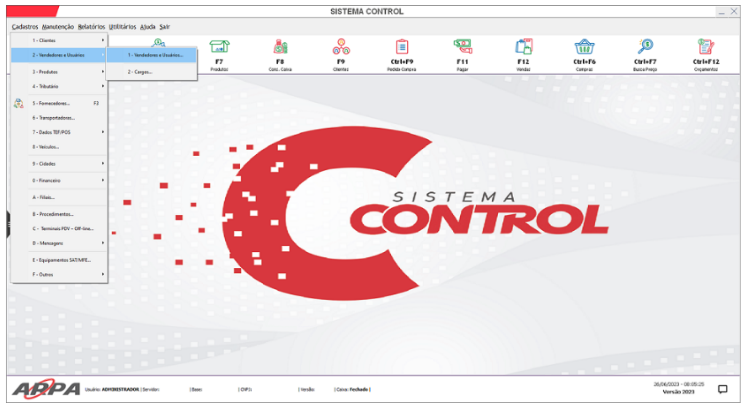 SISTEMA CONTROL
Cadastros Manutenção Relatórios Utilitários Ajuda Sair
1 - Clientes
2 - Vendedores e Usuários
1 - Vendedores e Usuários...
2 - Cargos...
3 - Produtos
4 - Tributário
5 - Fornecedores... F3
6 - Transportadores...
7 - Dados TEF/POS
8 - Veículos...
9 - Cidades
0 - Financeiro
A - Filiais...
B - Procedimentos...
C - Terminais PDV - Off-line...
D - Mensagens
E - Equipamentos SAT/MFE...
F - Outros
F7 F8 F9 Ctrl+F9 F11 F12 Ctrl+F6 Ctrl+F7 Ctrl+F12
Produtos Cons. Caixa Clientes Pedido Compra Pagar Vendas Compras Busca Preço Orçamentos
SISTEMA
CONTROL
ARPA
Usuário: ADMINISTRADOR | Servidor: | Base: | CNPJ: | Versão: | Caixa: Fechado |
26/06/2023 - 08:05:25
Versão 2023